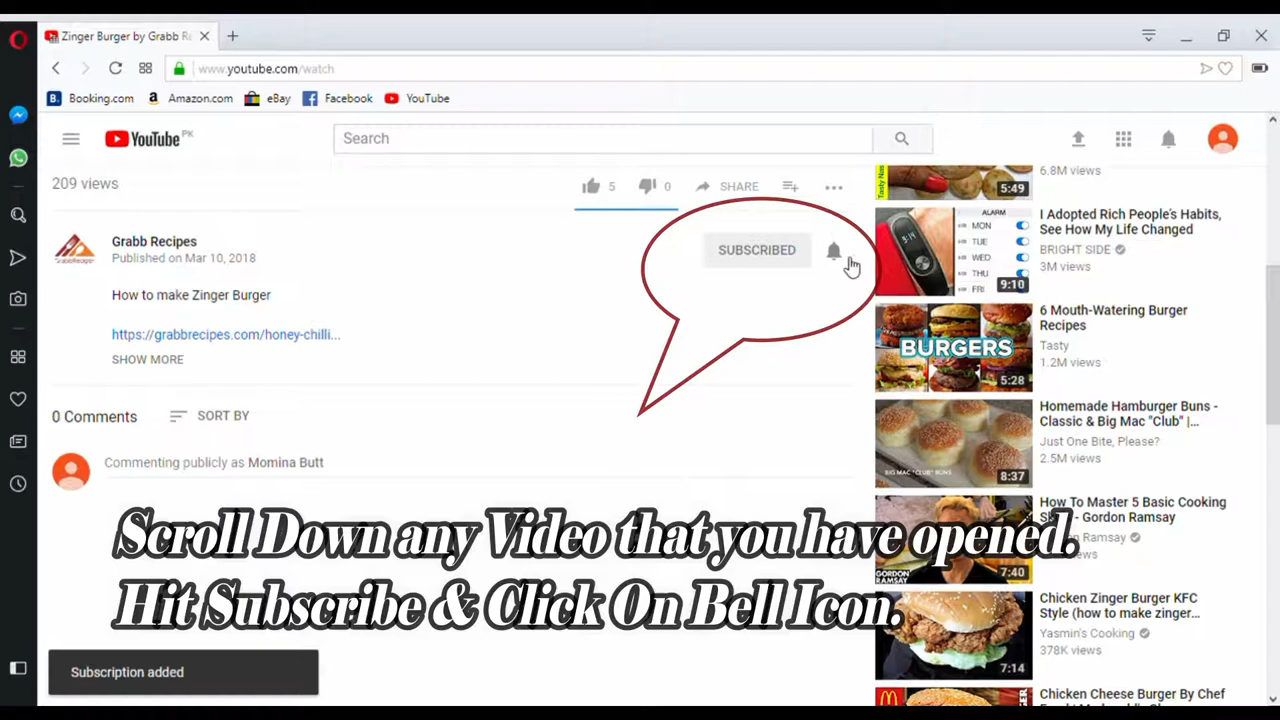 Zinger Burger by Grabb Re
www.youtube.com/watch
B. Booking.com
a Amazon.com
eBay
Facebook
YouTube
YouTube PK
Search
209 views
5
0
SHARE
Grabb Recipes
Published on Mar 10, 2018
SUBSCRIBED
How to make Zinger Burger
https://grabbrecipes.com/honey-chilli...
SHOW MORE
0 Comments
SORT BY
Commenting publicly as Momina Butt
Scroll Down any Video that you have opened.
Hit Subscribe & Click On Bell Icon.
Subscription added
5:49
6.8M views
ALARM
MON
TUE
WED
THU
FRI
9:10
I Adopted Rich People's Habits,
See How My Life Changed
BRIGHT SIDE
3M views
BURGERS
5:28
6 Mouth-Watering Burger
Recipes
Tasty
1.2M views
BIG MAC "CLUB" BUNS
8:37
Homemade Hamburger Buns -
Classic & Big Mac "Club" |...
Just One Bite, Please?
2.5M views
GORDON
RAMSAY
7:40
How To Master 5 Basic Cooking
Gordon Ramsay
Ramsay
views
7:14
Chicken Zinger Burger KFC
Style (how to make zinger...
Yasmin's Cooking
378K views
Chicken Cheese Burger By Chef